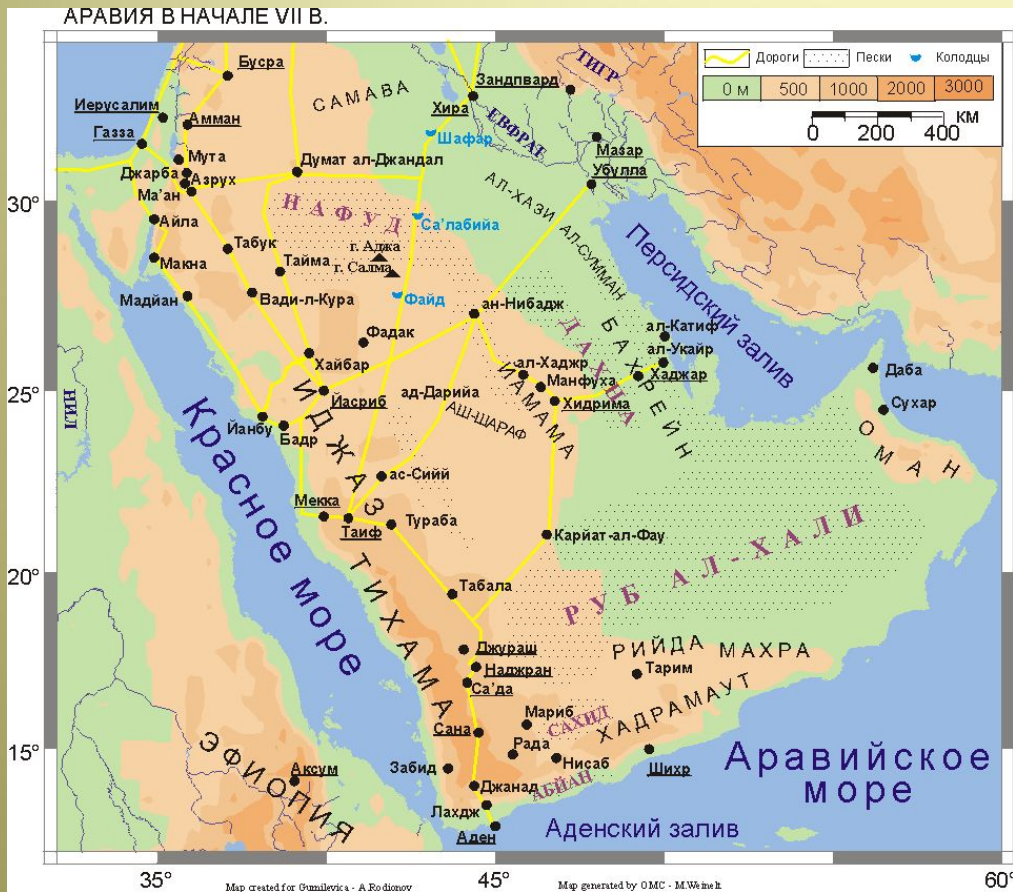 АРАВИЯ В НАЧАЛЕ VII В.
Дороги
Пески
Колодцы
0 м 500 1000 2000 3000
0 200 400 КМ
Бусра
САМАВА
Зандпвард
ТИГР
Иерусалим
Хира
ЕВФРАТ
Газза
Амман
Шафар
Мазар
Мута
Думат ал-Джандал
Убулла
Джарба
Азрух
Ма'ан
АЛ-ХАЗИ
30°
НАФУД
Са'лабийа
Айла
АЛ-СУММАН
Персидский залив
Табук
г. Аджа
Макна
Тайма
г. Салма
Мадйан
Вади-л-Кура
Файд
ан-Нибадж
ДАХНА
БАХРЕЙН
ал-Катиф
Фадак
ал-Укайр
Хайбар
ал-Хаджр
Хаджар
Даба
25°
Йасриб
ад-Дарийа
Манфуха
ЙАМАМА
Хидрима
Сухар
НИЛ
АШ-ШАРАФ
Йанбу
Бадр
ОМАН
ХИДЖАЗ
Красное море
ас-Сийй
Мекка
Таиф
Тураба
Карйат-ал-Фау
20°
ТИХАМА
Табала
РУБ АЛ-ХАЛИ
Джураш
РИЙДА
МАХРА
Наджран
Тарим
Са'да
Мариб
САХИД
ХАДРАМАУТ
15°
Сана
Рада
ЭФИОПИЯ
Забид
Нисаб
Шихр
Аравийское
море
Аксум
Джанад
АБЙАН
Лахдж
Аден
Аденский залив
35°
45°
60°
Map created for Gumilevica - A.Rodionov
Map generated by OMC - M.Weinelt